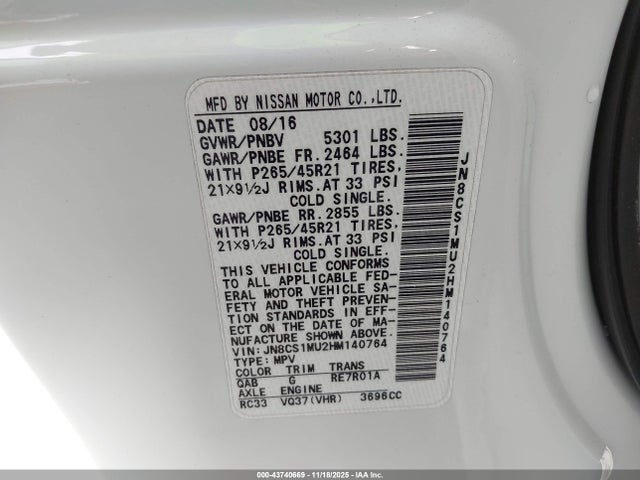 MFD BY NISSAN MOTOR CO.,LTD.
DATE 08/16
GVWR/PNBV 5301 LBS.
GAWR/PNBE FR. 2464 LBS.
WITH P265/45R21 TIRES,
21X9½J RIMS.AT 33 PSI
COLD SINGLE.
GAWR/PNBE RR. 2855 LBS.
WITH P265/45R21 TIRES,
21X9½J RIMS.AT 33 PSI
COLD SINGLE.
THIS VEHICLE CONFORMS
TO ALL APPLICABLE FED-
ERAL MOTOR VEHICLE SA-
FETY AND THEFT PREVEN-
TION STANDARDS IN EFFECT
ON THE DATE OF MA-
NUFACTURE SHOWN ABOVE.
VIN:JN8CS1MU2HM140764
TYPE: MPV
COLOR TRIM TRANS
QAB G RE7R01A
AXLE ENGINE
RC33 VQ37(VHR) 3696CC
JN8CS1MU2HM140764
000-43740669 - 11/18/2025 - IAAI.COM